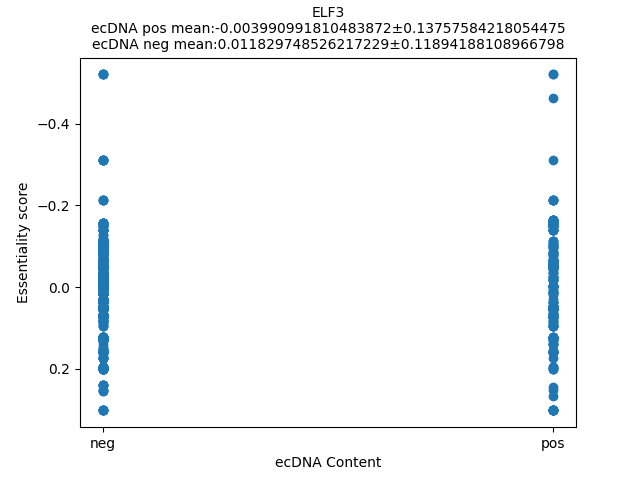 ELF3
ecDNA pos mean:-0.003990991810483872±0.13757584218054475
ecDNA neg mean:0.011829748526217229±0.11894188108966798
Essentiality score
−0.4
−0.2
0.0
0.2
neg
pos
ecDNA Content